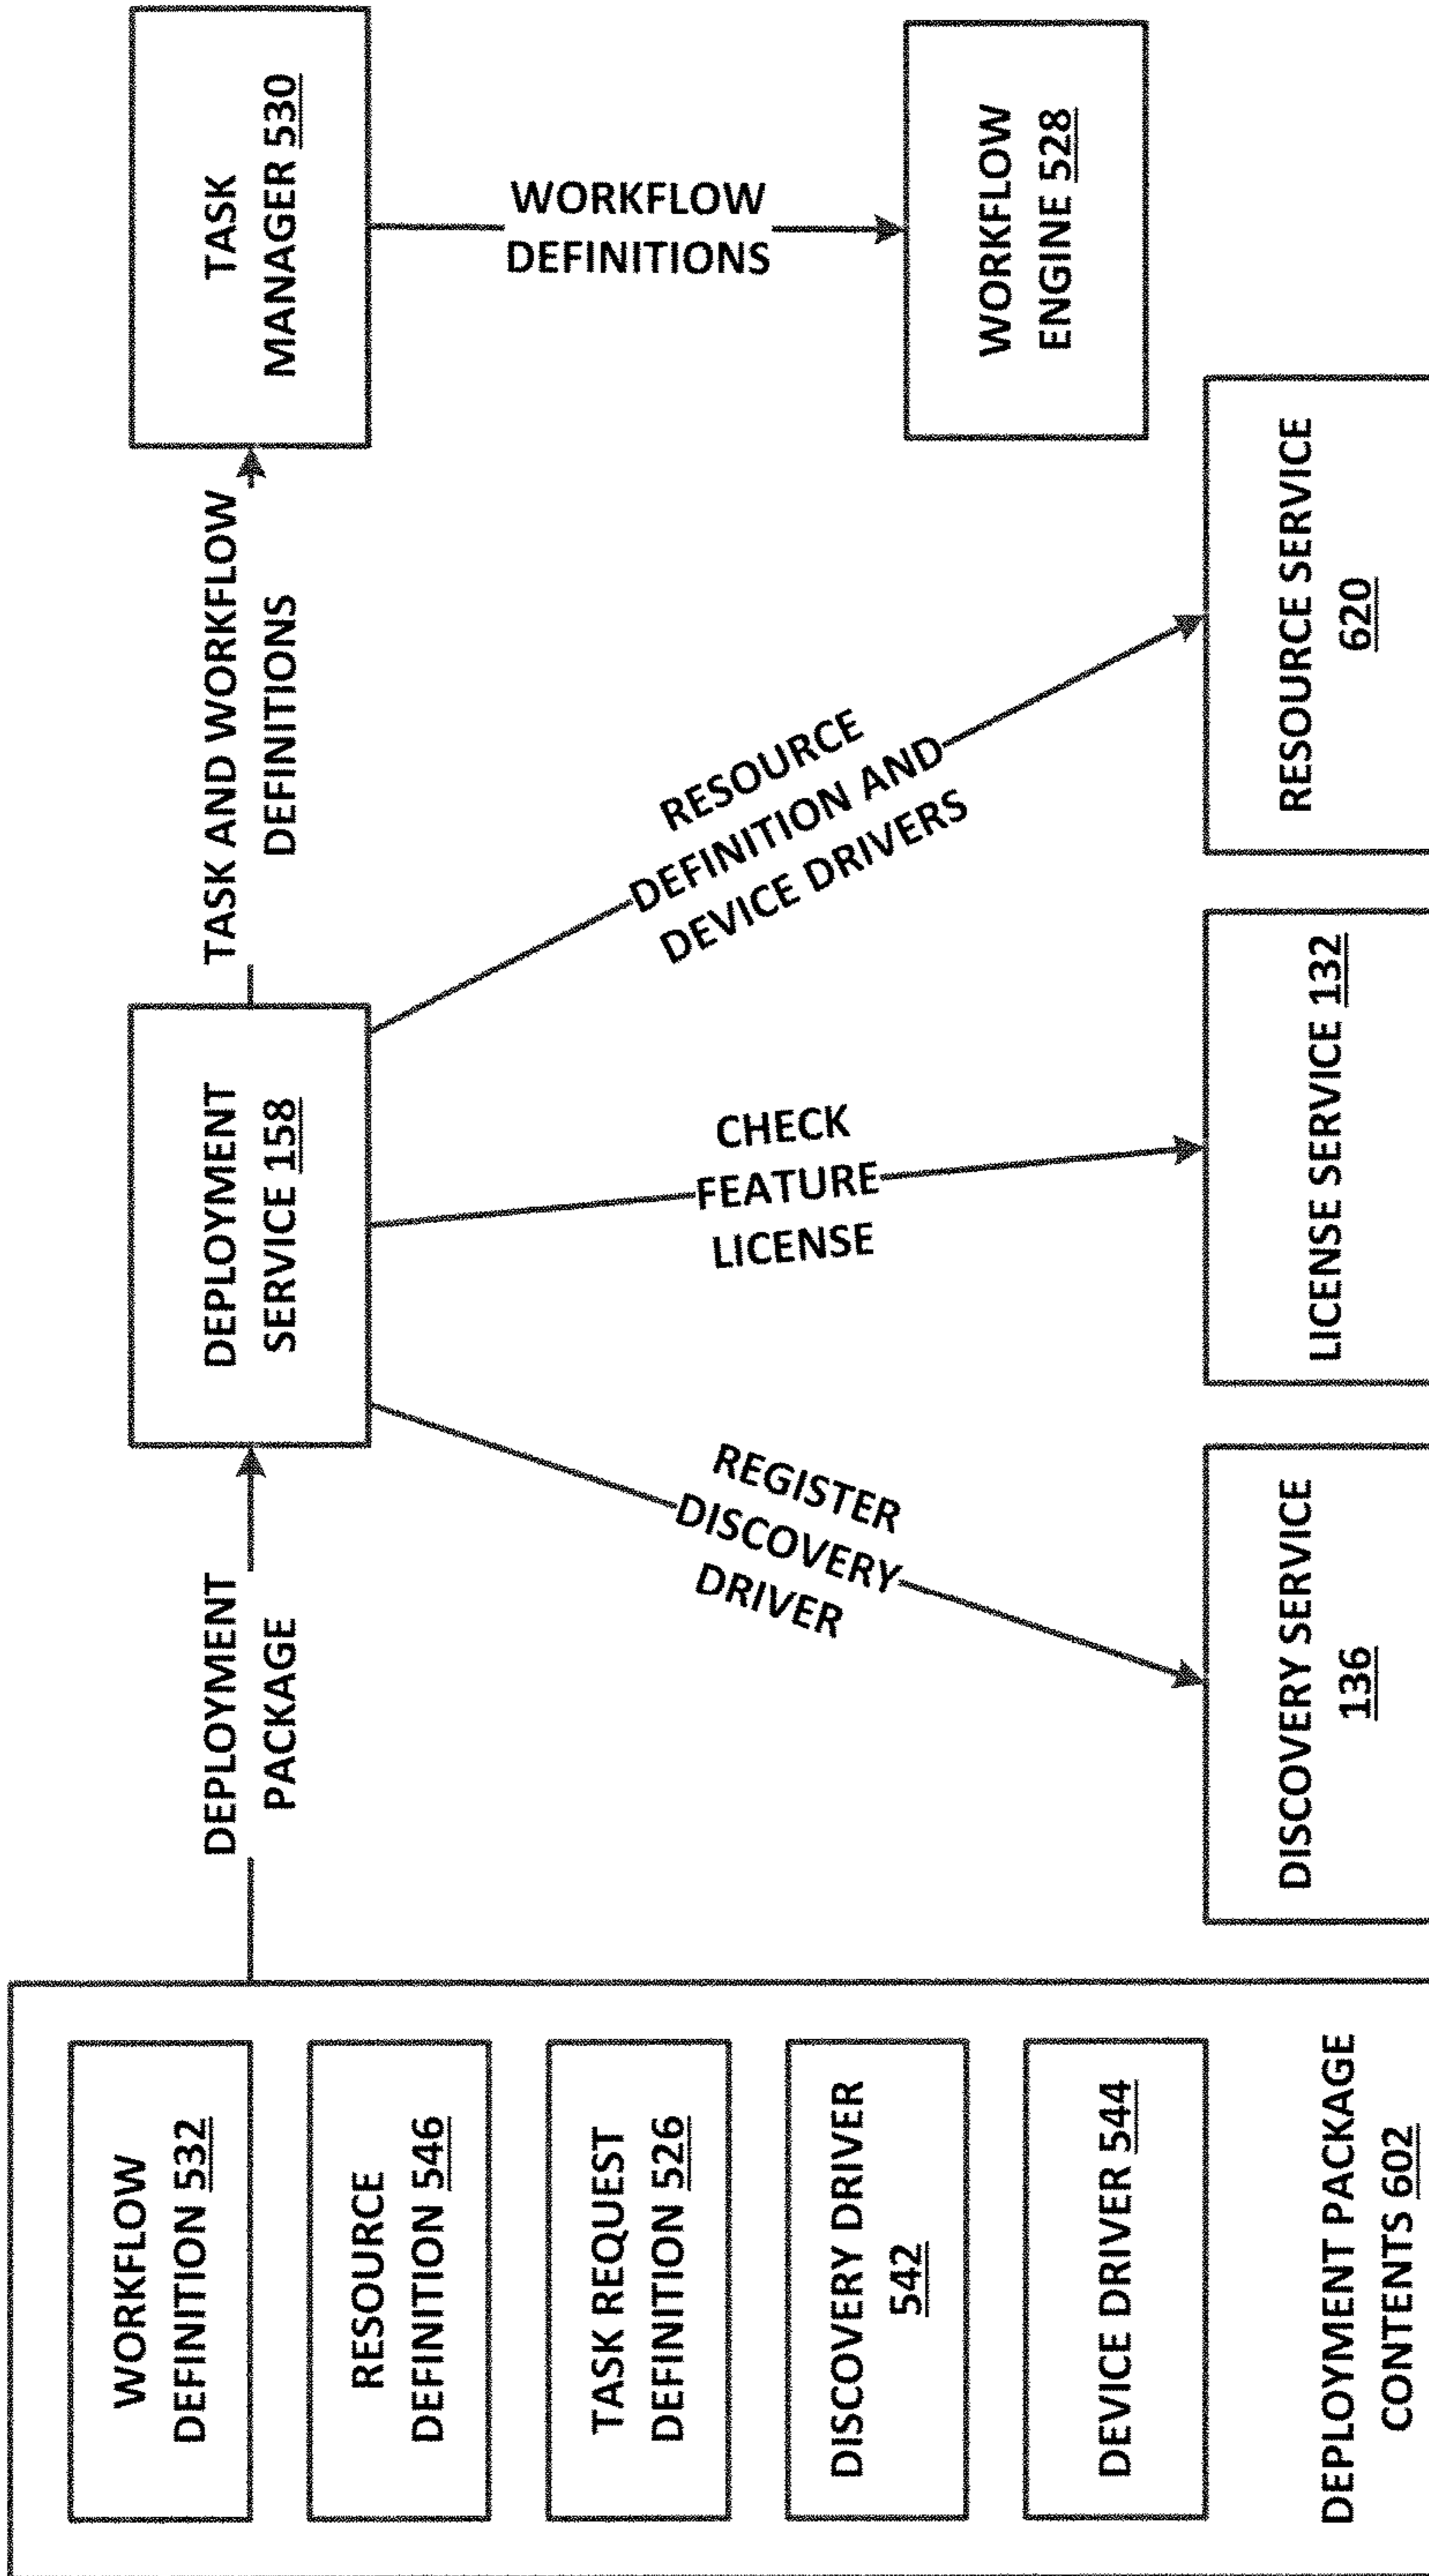 WORKFLOW
DEFINITION 532
RESOURCE
DEFINITION 546
TASK REQUEST
DEFINITION 526
DISCOVERY DRIVER
542
DEVICE DRIVER 544
DEPLOYMENT PACKAGE
CONTENTS 602
DEPLOYMENT
PACKAGE
DEPLOYMENT
SERVICE 158
TASK AND WORKFLOW
DEFINITIONS
TASK
MANAGER 530
WORKFLOW
DEFINITIONS
WORKFLOW
ENGINE 528
REGISTER
DISCOVERY
DRIVER
CHECK
FEATURE
LICENSE
RESOURCE
DEFINITION AND
DEVICE DRIVERS
DISCOVERY SERVICE
136
LICENSE SERVICE 132
RESOURCE SERVICE
620